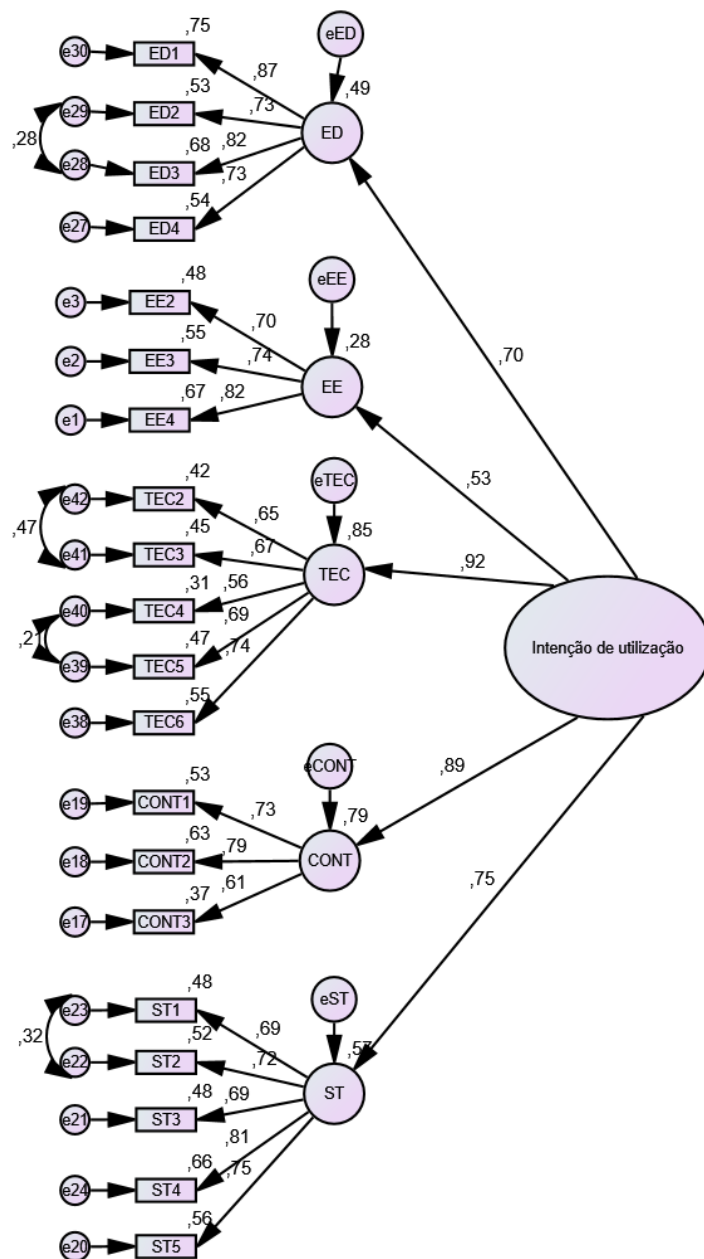 ,75
eED
e30
ED1
,87
,49
,53
e29
ED2
,73
ED
,28
,68
,82
e28
ED3
,73
,54
e27
ED4
,48
eEE
e3
EE2
,70
,28
,70
,55
e2
EE3
,74
EE
,67
,82
e1
EE4
,53
,42
eTEC
e42
TEC2
,65
,85
,47
,45
,67
e41
TEC3
TEC
,92
,31
,56
e40
TEC4
,69
,21
,47
,74
e39
TEC5
Intenção de utilização
,55
e38
TEC6
,53
eCONT
,89
e19
CONT1
,73
,79
,63
e18
CONT2
,79
CONT
,37
,61
,75
e17
CONT3
,48
eST
e23
ST1
,69
,32
,52
,57
e22
ST2
,72
,48
,69
ST
e21
ST3
,81
,66
,75
e24
ST4
,56
e20
ST5